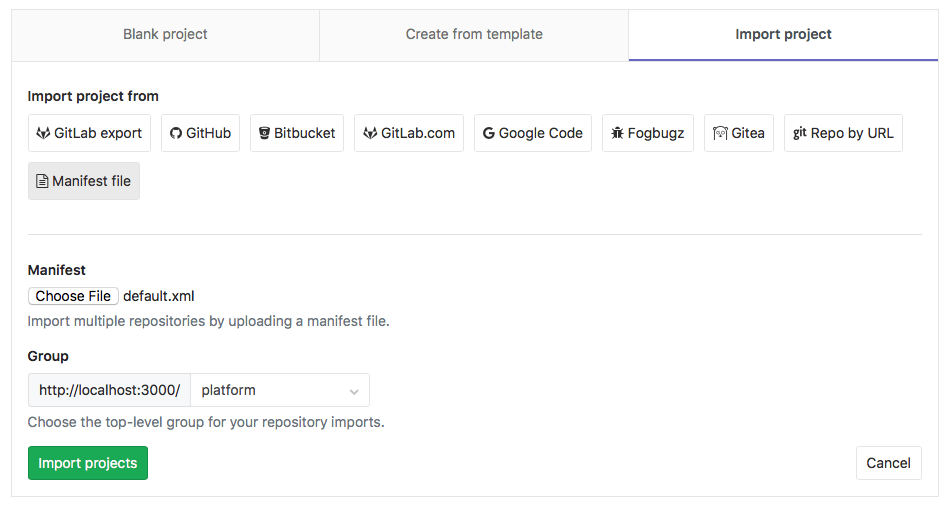 Blank project Create from template Import project
Import project from
GitLab export GitHub Bitbucket GitLab.com Google Code Fogbugz Gitea git Repo by URL
Manifest file
Manifest
Choose File default.xml
Import multiple repositories by uploading a manifest file.
Group
http://localhost:3000/ platform
Choose the top-level group for your repository imports.
Import projects Cancel